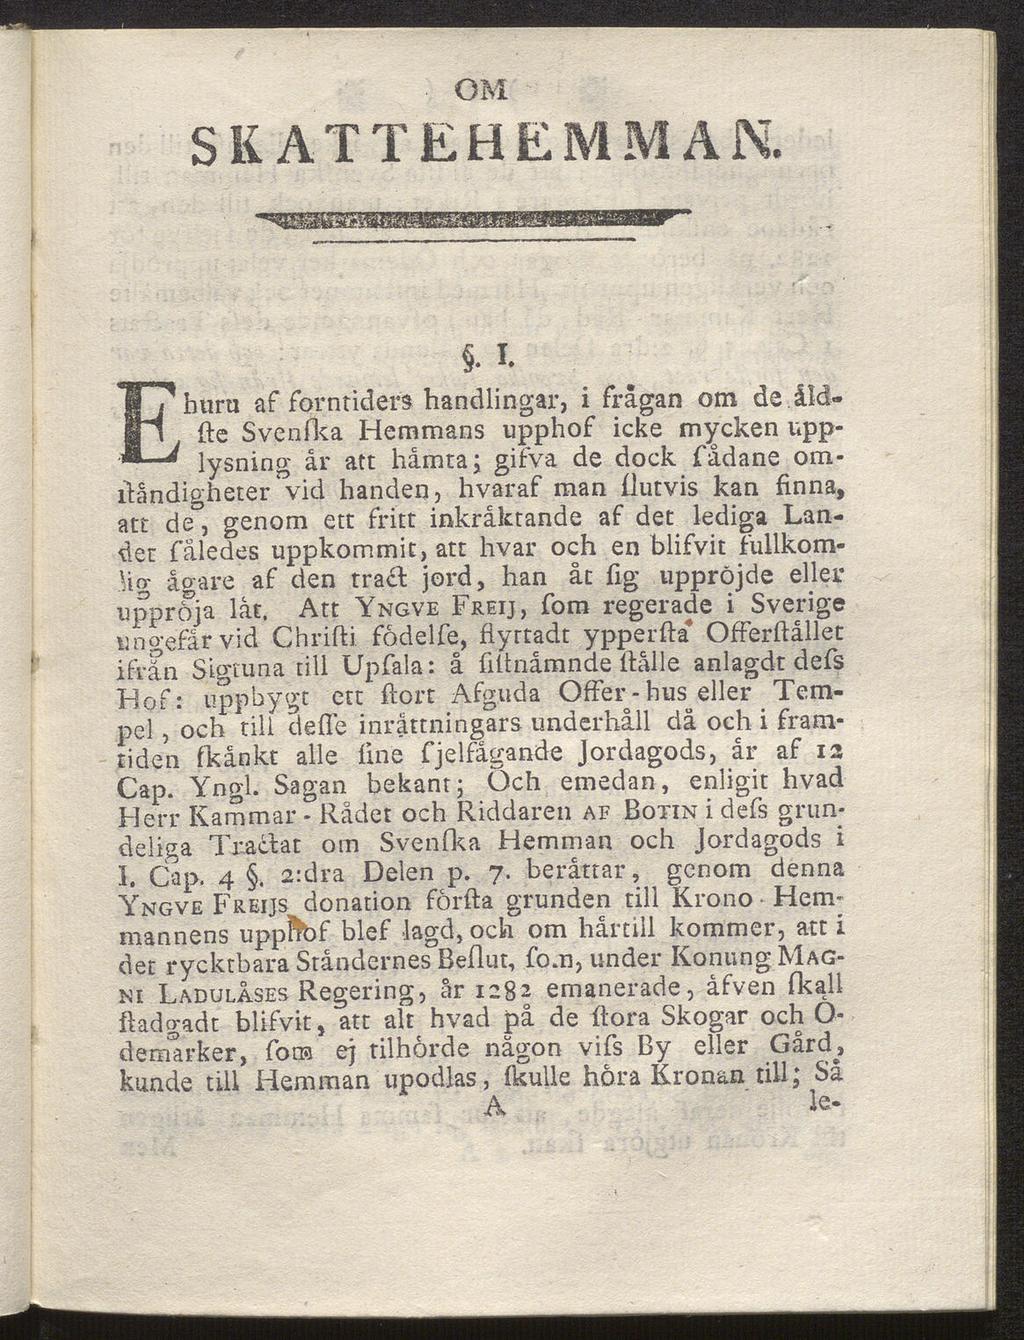 OM
SKATTEHEMMAN.
§. I.
Ehuru af forntiders handlingar, i frågan om de åld-
ſte Svenſka Hemmans upphof icke mycken upp-
lysning år att håmta; gifva de dock ſådane om-
ſtåndigheter vid handen, hvaraf man ſlutvis kan finna,
att de, genom ett fritt inkråktande af det lediga Lan-
det ſåledes uppkommit, att hvar och en blifvit fullkom-
lig ågare af den tract jord, han åt ſig uppröjde eller
uppröja låt. Att YNGVE FREIJ, ſom regerade i Sverige
ungefår vid Chriſti födelſe, flyttadt ypperſta Offerſtållet
ifrån Sigtuna till Upſala: å ſiſtnåmnde ſtålle anlagdt deſs
Hof: uppbygt ett ſtort Afguda Offer-hus eller Tem-
pel, och till deſſe inråttningars underhåll då och i fram-
tiden ſkånkt alle ſine ſjelfågande Jordagods, år af 12
Cap. Yngl. Sagan bekant; Och emedan, enligit hvad
Herr Kammar-Rådet och Riddaren AF BOTIN i deſs grun-
deliga Tractat om Svenſka Hemman och Jordagods i
I. Cap. 4 §. 2:dra Delen p. 7. beråttar, genom denna
YNGVE FREIJS donation förſta grunden till Krono-Hem-
mannens upphof blef lagd, och om hårtill kommer, att i
det rycktbara Ståndernes Beſlut, ſom, under Konung MAG-
NI LADULÅSES Regering, år 1282 emanerade, åfven ſkall
ſtadgadt blifvit, att alt hvad på de ſtora Skogar och Ö-
demarker, ſom ej tilhörde någon viſs By eller Gård,
kunde till Hemman upodlas, ſkulle höra Kronan till; Så
A le-